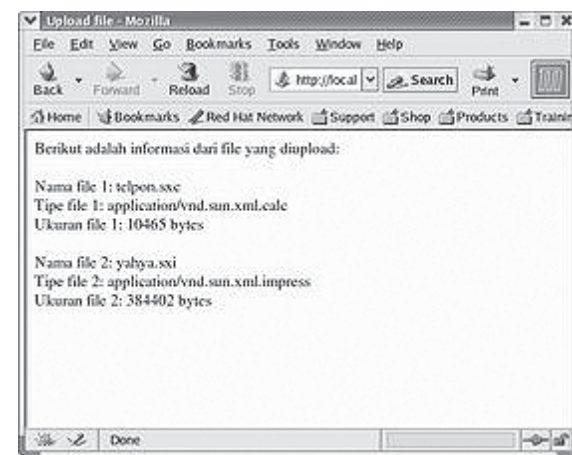 Upload file - Mozilla
File Edit View Go Bookmarks Tools Window Help
Back Forward Reload Stop http://local Search Print
Home Bookmarks Red Hat Network Support Shop Products Trainin
Berikut adalah informasi dari file yang diupload:
Nama file 1: telpon.sxc
Tipe file 1: application/vnd.sun.xml.calc
Ukuran file 1: 10465 bytes
Nama file 2: yahya.sxi
Tipe file 2: application/vnd.sun.xml.impress
Ukuran file 2: 384402 bytes
Done